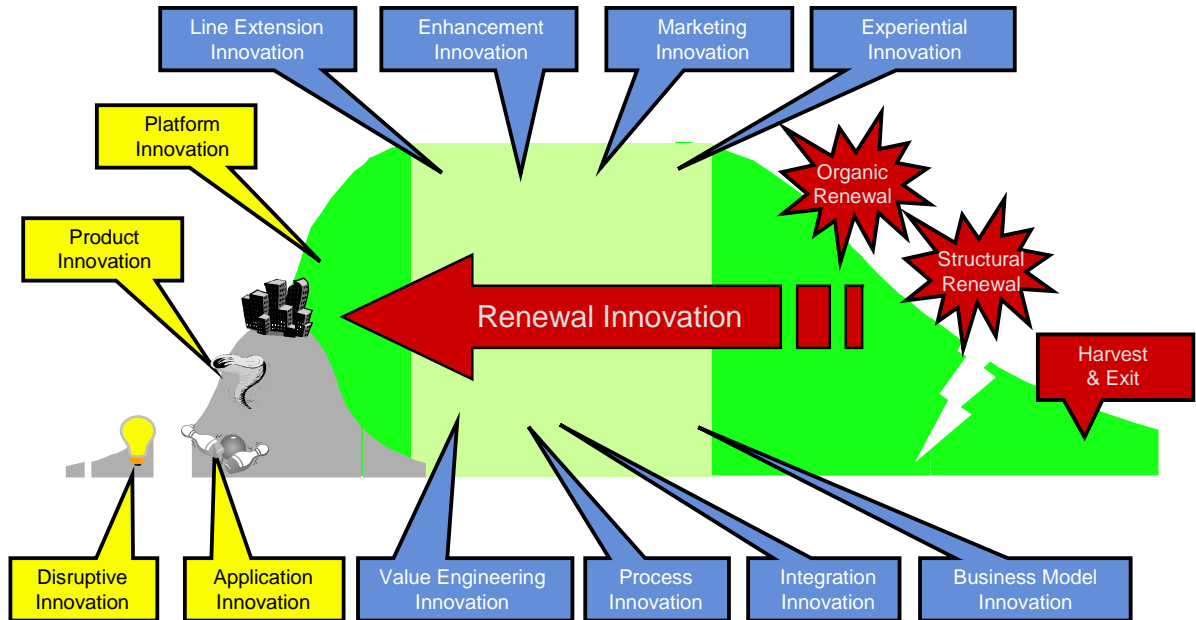 Line Extension
Innovation
Enhancement
Innovation
Marketing
Innovation
Experiential
Innovation
Platform
Innovation
Organic
Renewal
Product
Innovation
Structural
Renewal
Renewal Innovation
Harvest
& Exit
Disruptive
Innovation
Application
Innovation
Value Engineering
Innovation
Process
Innovation
Integration
Innovation
Business Model
Innovation